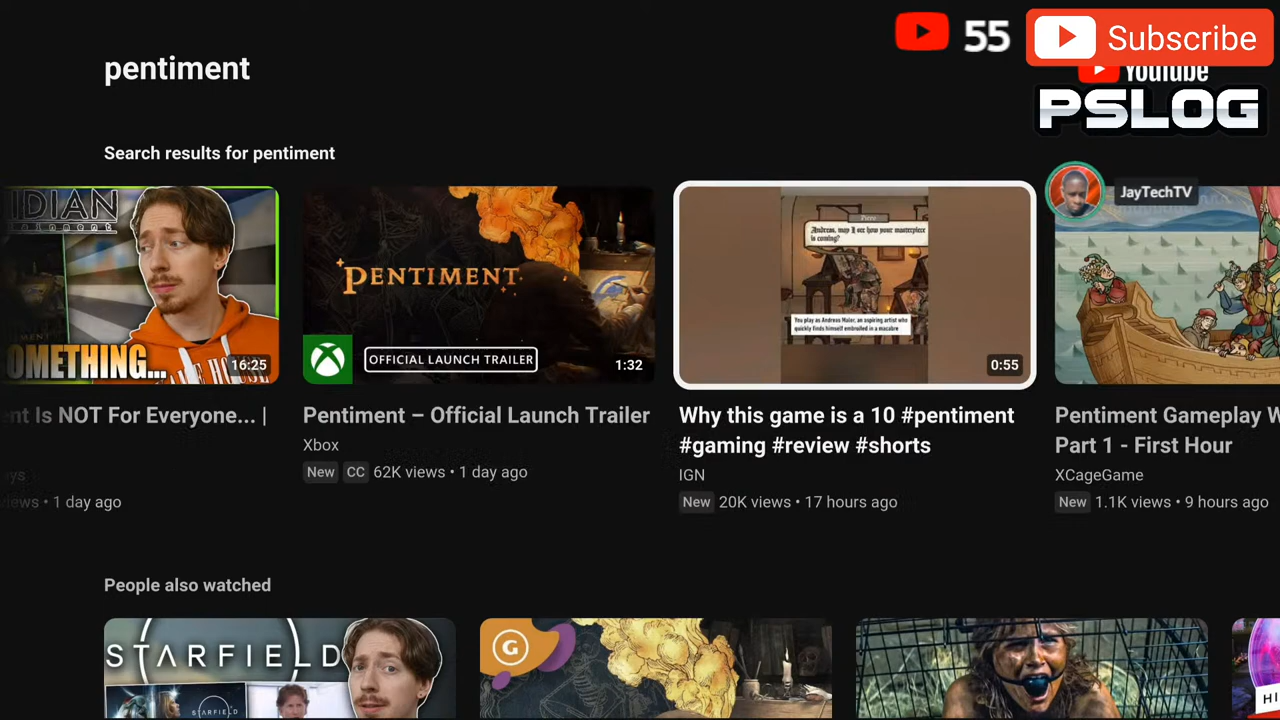 55
Subscribe
pentiment
YouTube
PSLOG
Search results for pentiment
JayTechTV
IDIAN
OMETHING...
16:25
PENTIMENT
OFFICIAL LAUNCH TRAILER
1:32
Pierro
Andreas, may I see how your masterpiece
is coming?
You play as Andreas Maler, an aspiring artist who
quickly finds himself embroiled in a macabre
0:55
nt Is NOT For Everyone... |
ys
iews • 1 day ago
Pentiment – Official Launch Trailer
Xbox
New CC 62K views • 1 day ago
Why this game is a 10 #pentiment
#gaming #review #shorts
IGN
New 20K views • 17 hours ago
Pentiment Gameplay W
Part 1 - First Hour
XCageGame
New 1.1K views • 9 hours ago
People also watched
STARFIELD
STARFIELD
G
HI